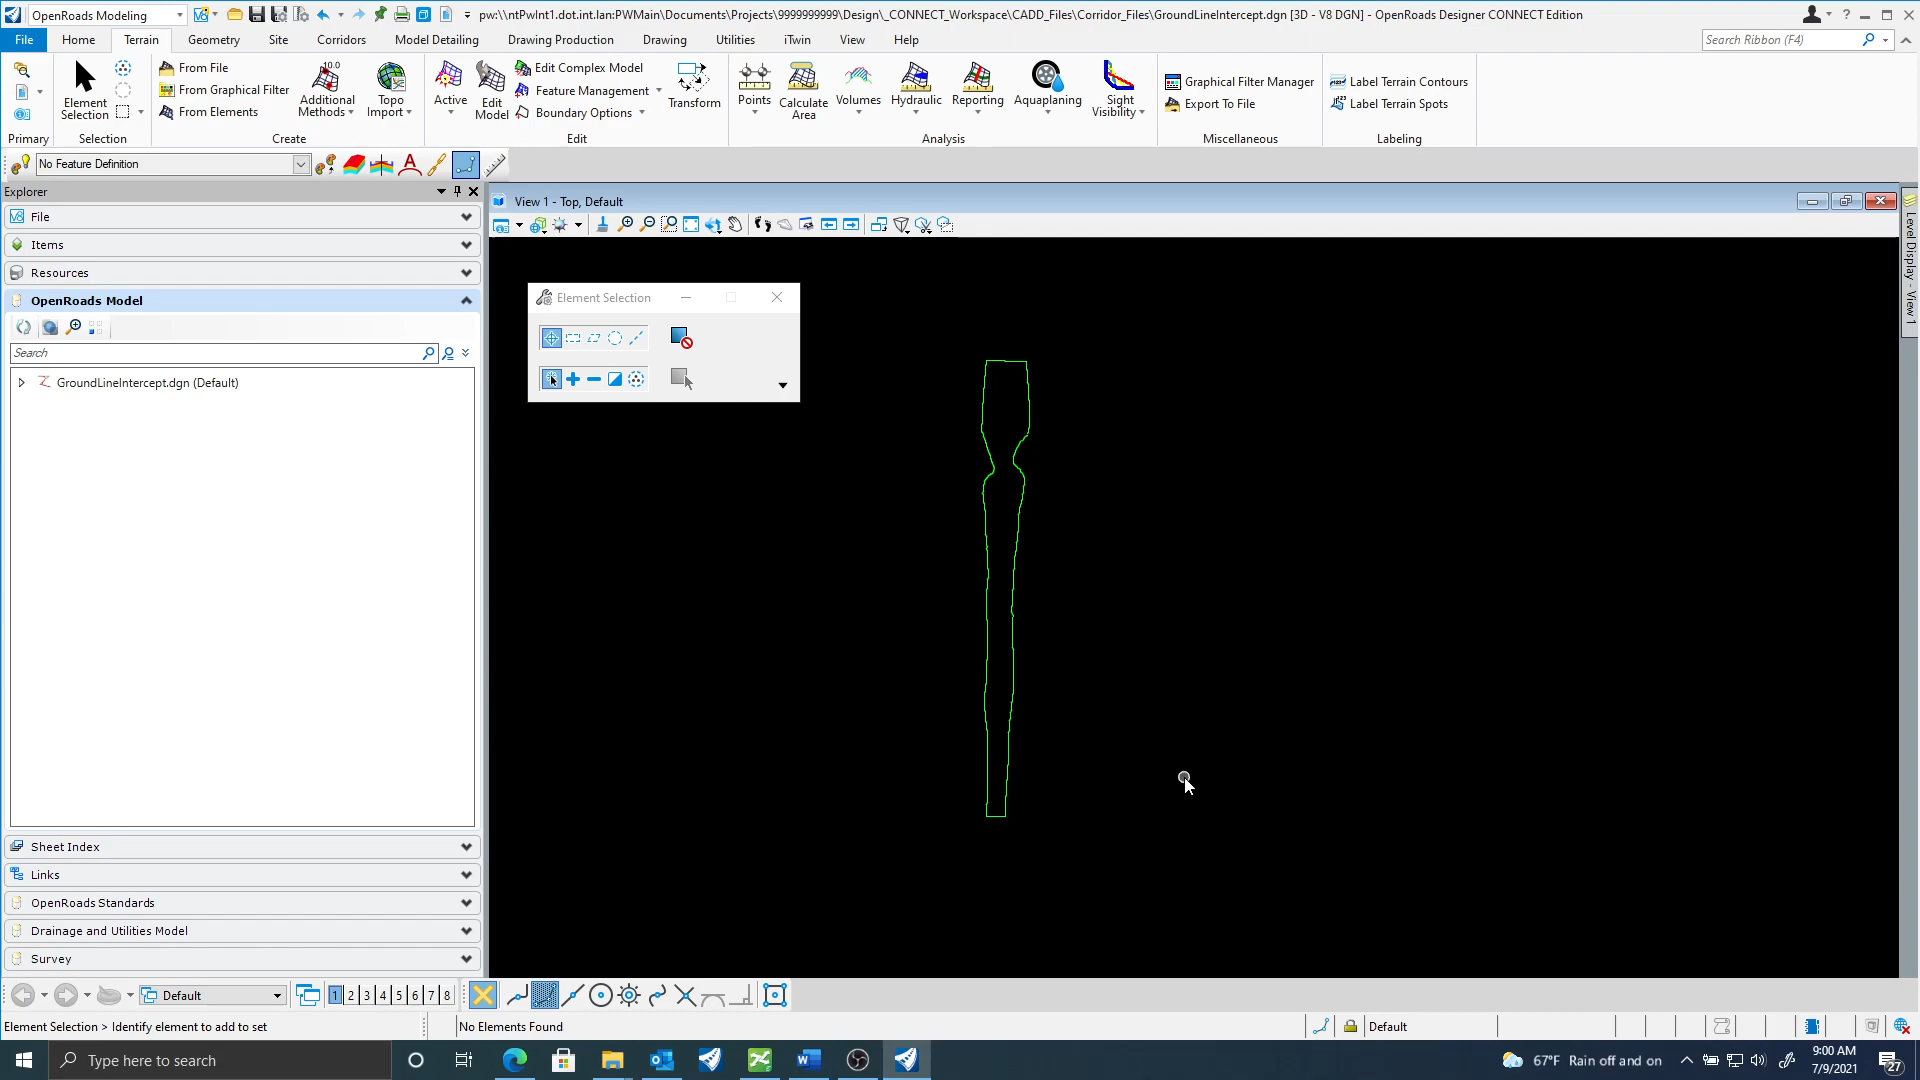 OpenRoads Modeling
pw:\\ntPwInt1.dot.int.lan:PWMain\Documents\Projects\9999999999\Design\_CONNECT_Workspace\CADD_Files\Corridor_Files\GroundLineIntercept.dgn [3D - V8 DGN] - OpenRoads Designer CONNECT Edition
File Home Terrain Geometry Site Corridors Model Detailing Drawing Production Drawing Utilities iTwin View Help
Search Ribbon (F4)
Element Selection
From File
From Graphical Filter
From Elements
10.0
Additional Methods
Topo Import
Active
Edit Model
Edit Complex Model
Feature Management
Boundary Options
Transform
Points
Calculate Area
Volumes
Hydraulic
Reporting
Aquaplaning
Sight Visibility
Graphical Filter Manager
Export To File
Label Terrain Contours
Label Terrain Spots
Primary Selection Create Edit Analysis Miscellaneous Labeling
No Feature Definition
Explorer
File
Items
Resources
OpenRoads Model
Search
GroundLineIntercept.dgn (Default)
Sheet Index
Links
OpenRoads Standards
Drainage and Utilities Model
Survey
View 1 - Top, Default
Element Selection
Level Display - View 1
Default
1 2 3 4 5 6 7 8
Element Selection > Identify element to add to set
No Elements Found
Default
Type here to search
67°F Rain off and on
9:00 AM
7/9/2021
27